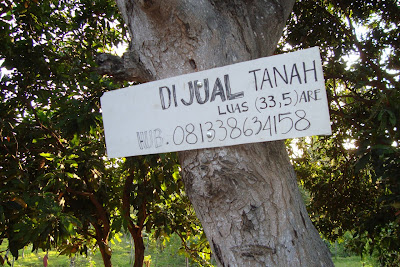 DIJUAL TANAH
LUAS (33,5) ARE
HUB. 081338634158